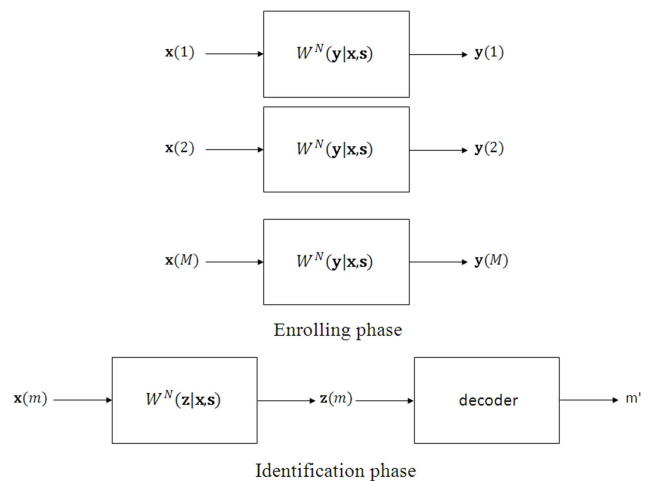 𝐱(1) W^N(𝐲|𝐱,𝐬) 𝐲(1)
𝐱(2) W^N(𝐲|𝐱,𝐬) 𝐲(2)
𝐱(M) W^N(𝐲|𝐱,𝐬) 𝐲(M)
Enrolling phase
𝐱(m) W^N(𝐳|𝐱,𝐬) 𝐳(m) decoder m'
Identification phase